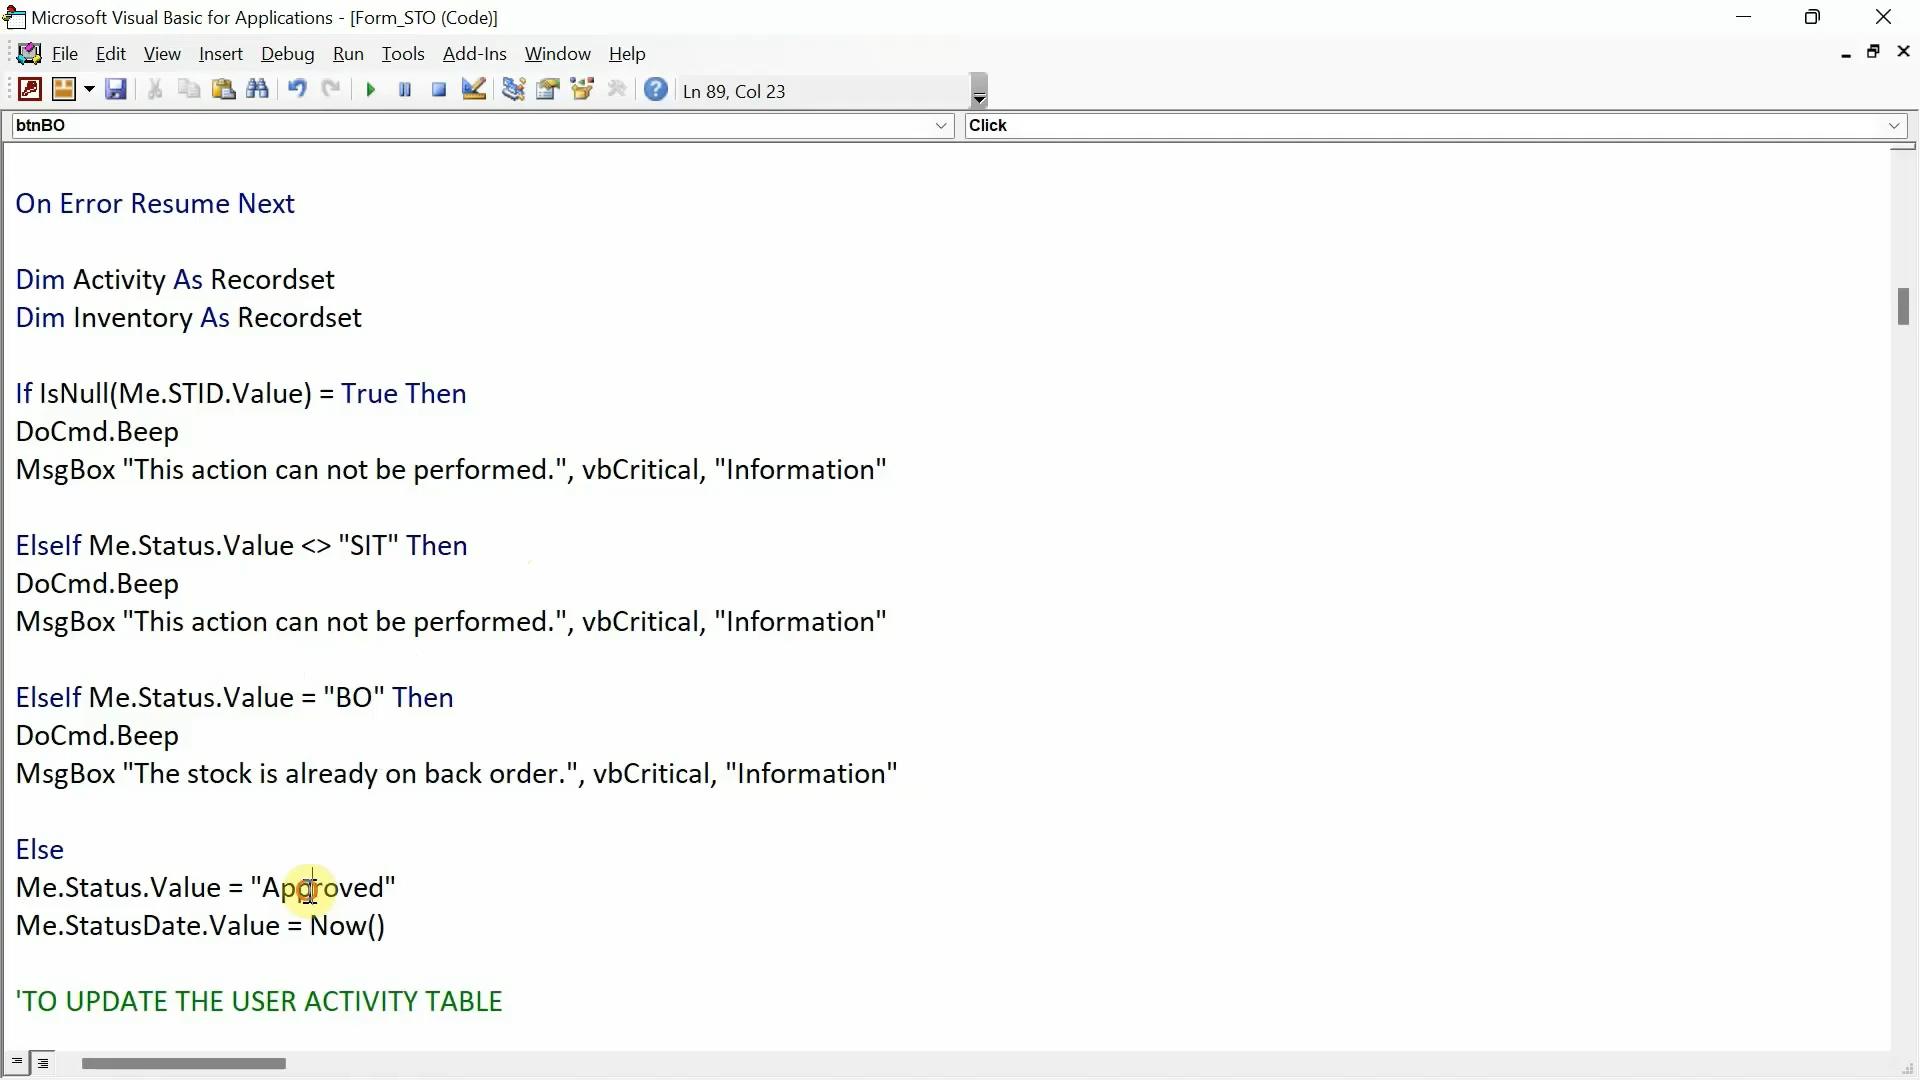 Microsoft Visual Basic for Applications - [Form_STO (Code)]
File Edit View Insert Debug Run Tools Add-Ins Window Help
Ln 89, Col 23
btnBO Click
On Error Resume Next
Dim Activity As Recordset
Dim Inventory As Recordset
If IsNull(Me.STID.Value) = True Then
DoCmd.Beep
MsgBox "This action can not be performed.", vbCritical, "Information"
ElseIf Me.Status.Value <> "SIT" Then
DoCmd.Beep
MsgBox "This action can not be performed.", vbCritical, "Information"
ElseIf Me.Status.Value = "BO" Then
DoCmd.Beep
MsgBox "The stock is already on back order.", vbCritical, "Information"
Else
Me.Status.Value = "Approved"
Me.StatusDate.Value = Now()
'TO UPDATE THE USER ACTIVITY TABLE